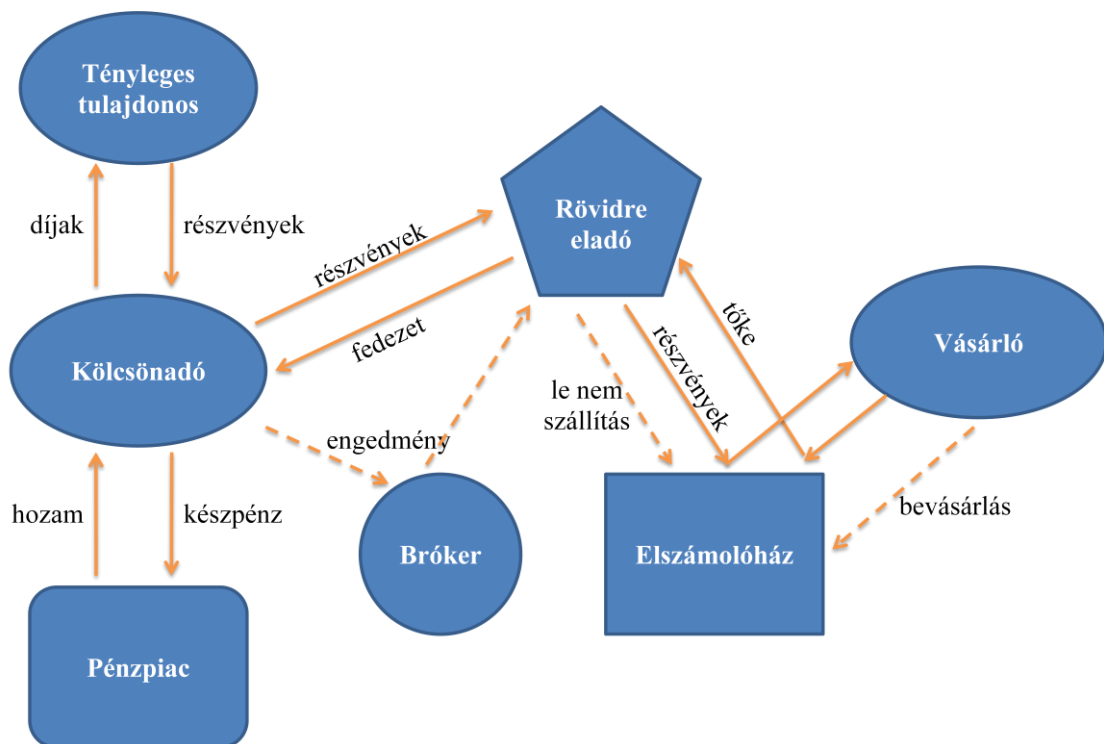 Tényleges
tulajdonos
díjak
részvények
részvények
fedezet
Rövidre
eladó
tőke
Vásárló
Kölcsönadó
részvények
le nem
szállítás
engedmény
hozam
készpénz
bevásárlás
Bróker
Elszámolóház
Pénzpiac